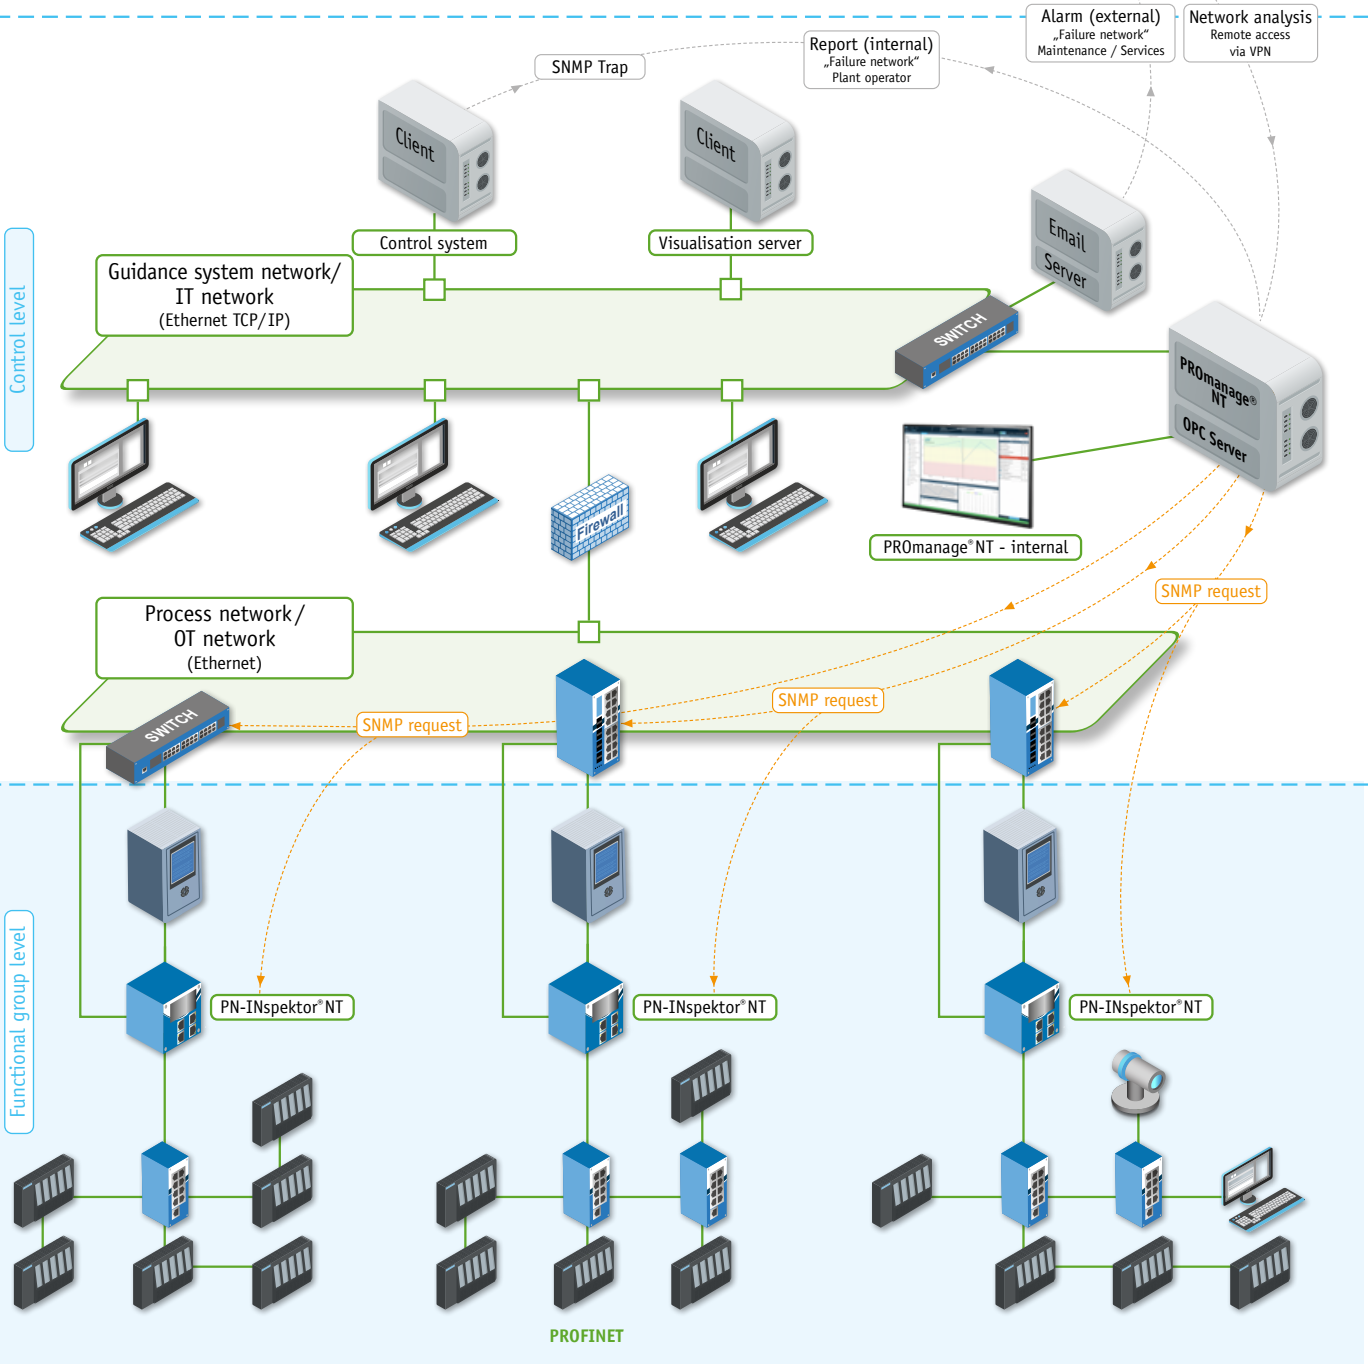 Alarm (external)
„Failure network“
Maintenance / Services
Network analysis
Remote access
via VPN
Report (internal)
„Failure network“
Plant operator
SNMP Trap
Client
Client
Control system
Visualisation server
Email
Server
Control level
Guidance system network/
IT network
(Ethernet TCP/IP)
SWITCH
PROmanage®
NT
OPC Server
Firewall
PROmanage® NT - internal
SNMP request
Process network/
OT network
(Ethernet)
SWITCH
SNMP request
SNMP request
Functional group level
PN-INspektor® NT
PN-INspektor® NT
PN-INspektor® NT
PROFINET